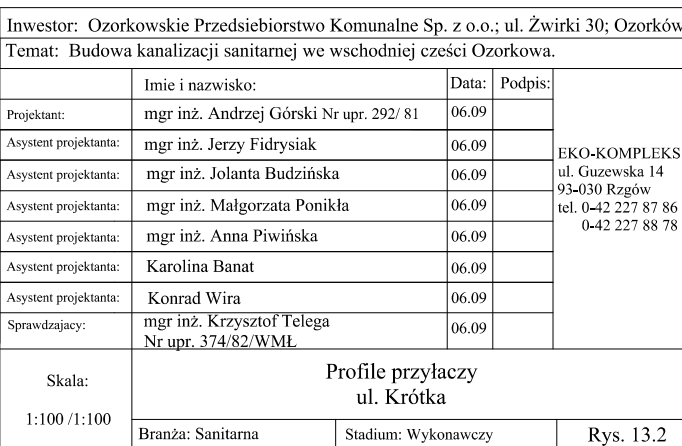 Inwestor: Ozorkowskie Przedsiebiorstwo Komunalne Sp. z o.o.; ul. Żwirki 30; Ozorków
Temat: Budowa kanalizacji sanitarnej we wschodniej cześci Ozorkowa.
Imie i nazwisko: Data: Podpis:
Projektant: mgr inż. Andrzej Górski Nr upr. 292/ 81 06.09
Asystent projektanta: mgr inż. Jerzy Fidrysiak 06.09
Asystent projektanta: mgr inż. Jolanta Budzińska 06.09
Asystent projektanta: mgr inż. Małgorzata Ponikła 06.09
Asystent projektanta: mgr inż. Anna Piwińska 06.09
Asystent projektanta: Karolina Banat 06.09
Asystent projektanta: Konrad Wira 06.09
Sprawdzajacy: mgr inż. Krzysztof Telega 06.09
Nr upr. 374/82/WMŁ
EKO-KOMPLEKS
ul. Guzewska 14
93-030 Rzgów
tel. 0-42 227 87 86
0-42 227 88 78
Skala:
1:100 /1:100
Profile przyłaczy
ul. Krótka
Branża: Sanitarna Stadium: Wykonawczy Rys. 13.2